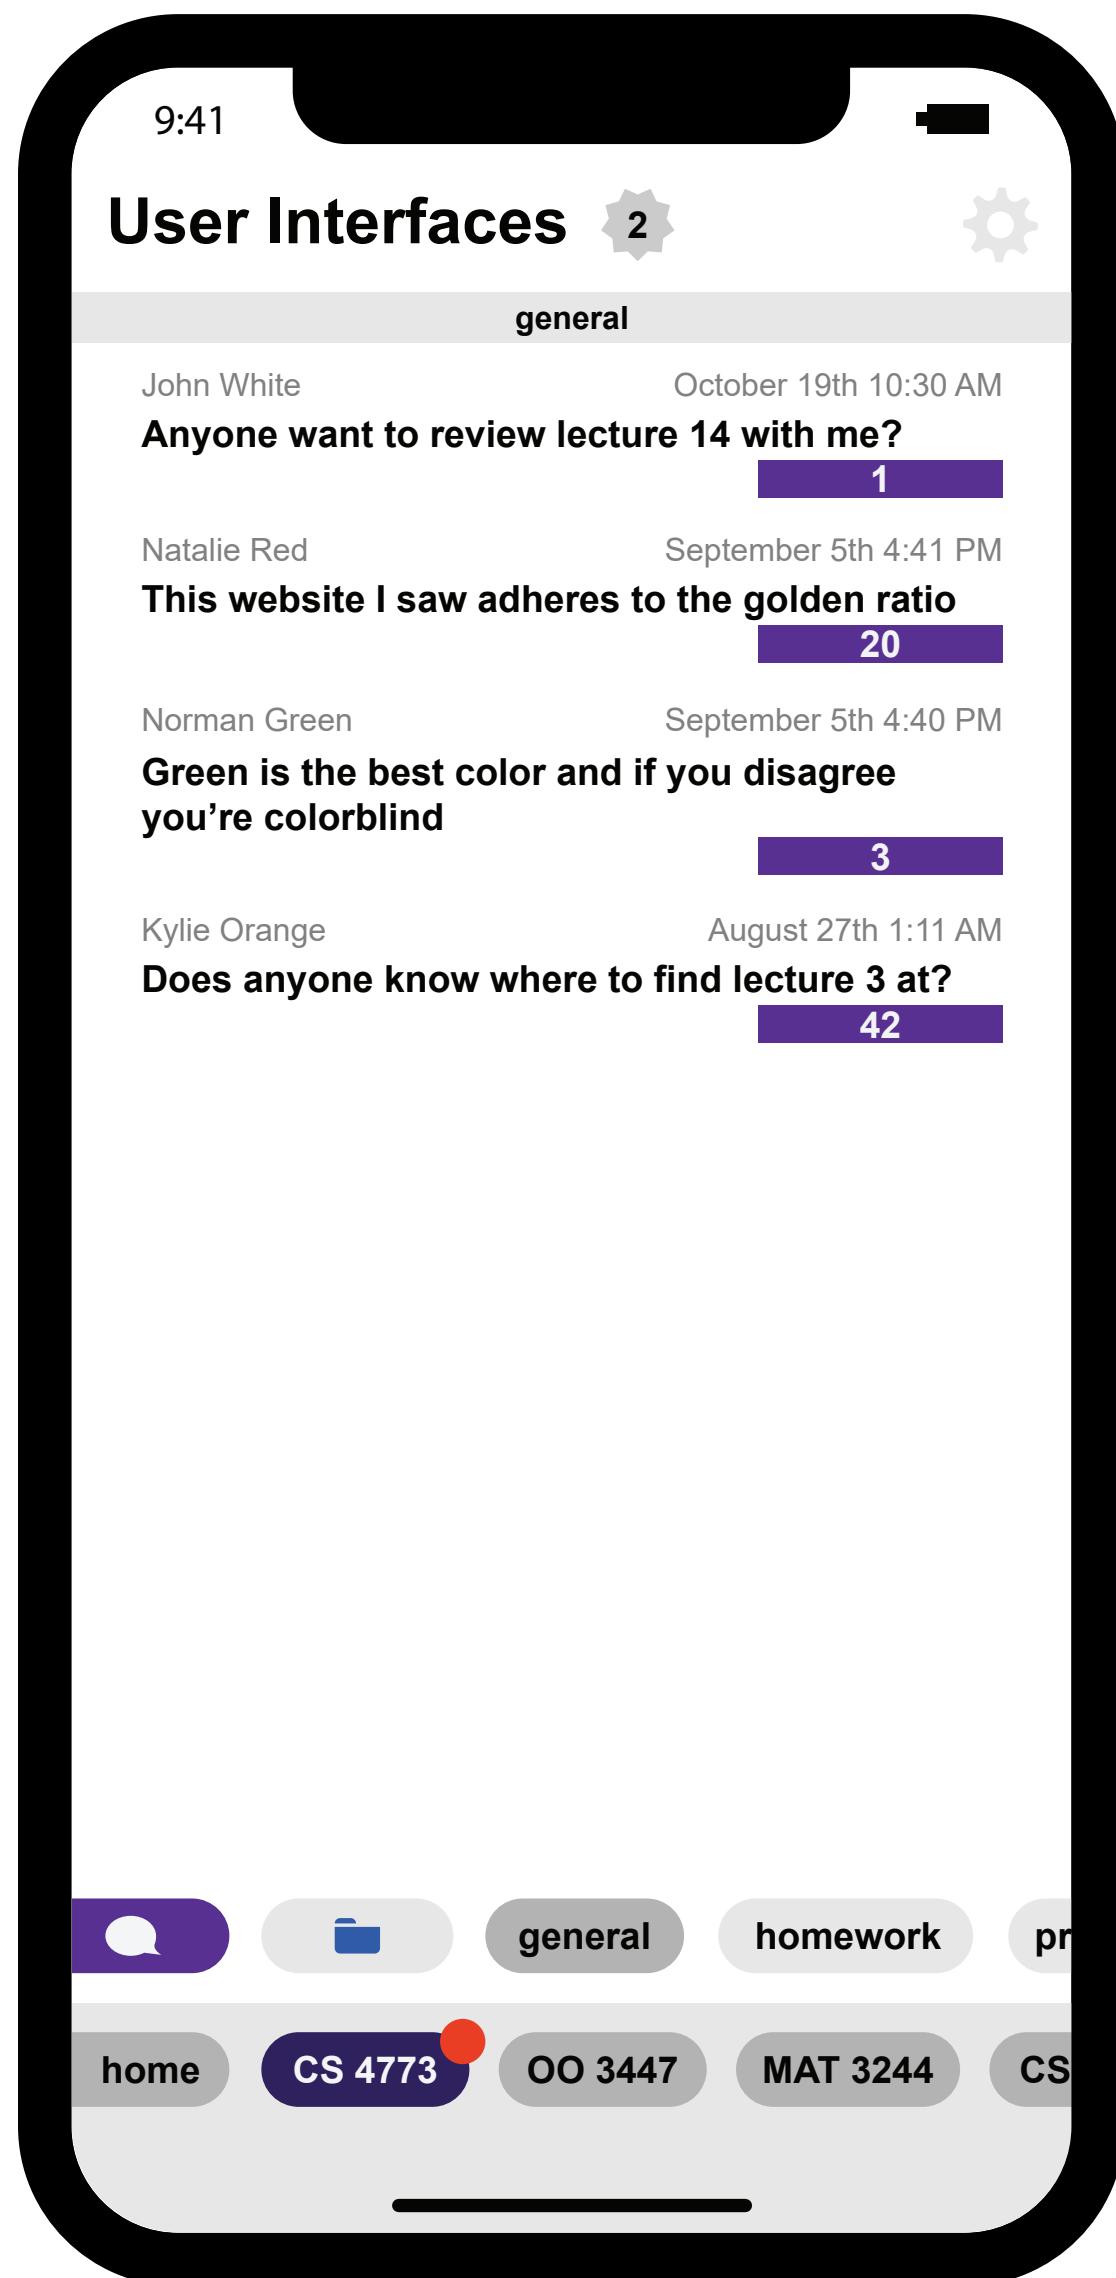 9:41
User Interfaces 2
general
John White October 19th 10:30 AM
Anyone want to review lecture 14 with me?
1
Natalie Red September 5th 4:41 PM
This website I saw adheres to the golden ratio
20
Norman Green September 5th 4:40 PM
Green is the best color and if you disagree
you’re colorblind
3
Kylie Orange August 27th 1:11 AM
Does anyone know where to find lecture 3 at?
42
general homework pr
home CS 4773 OO 3447 MAT 3244 CS